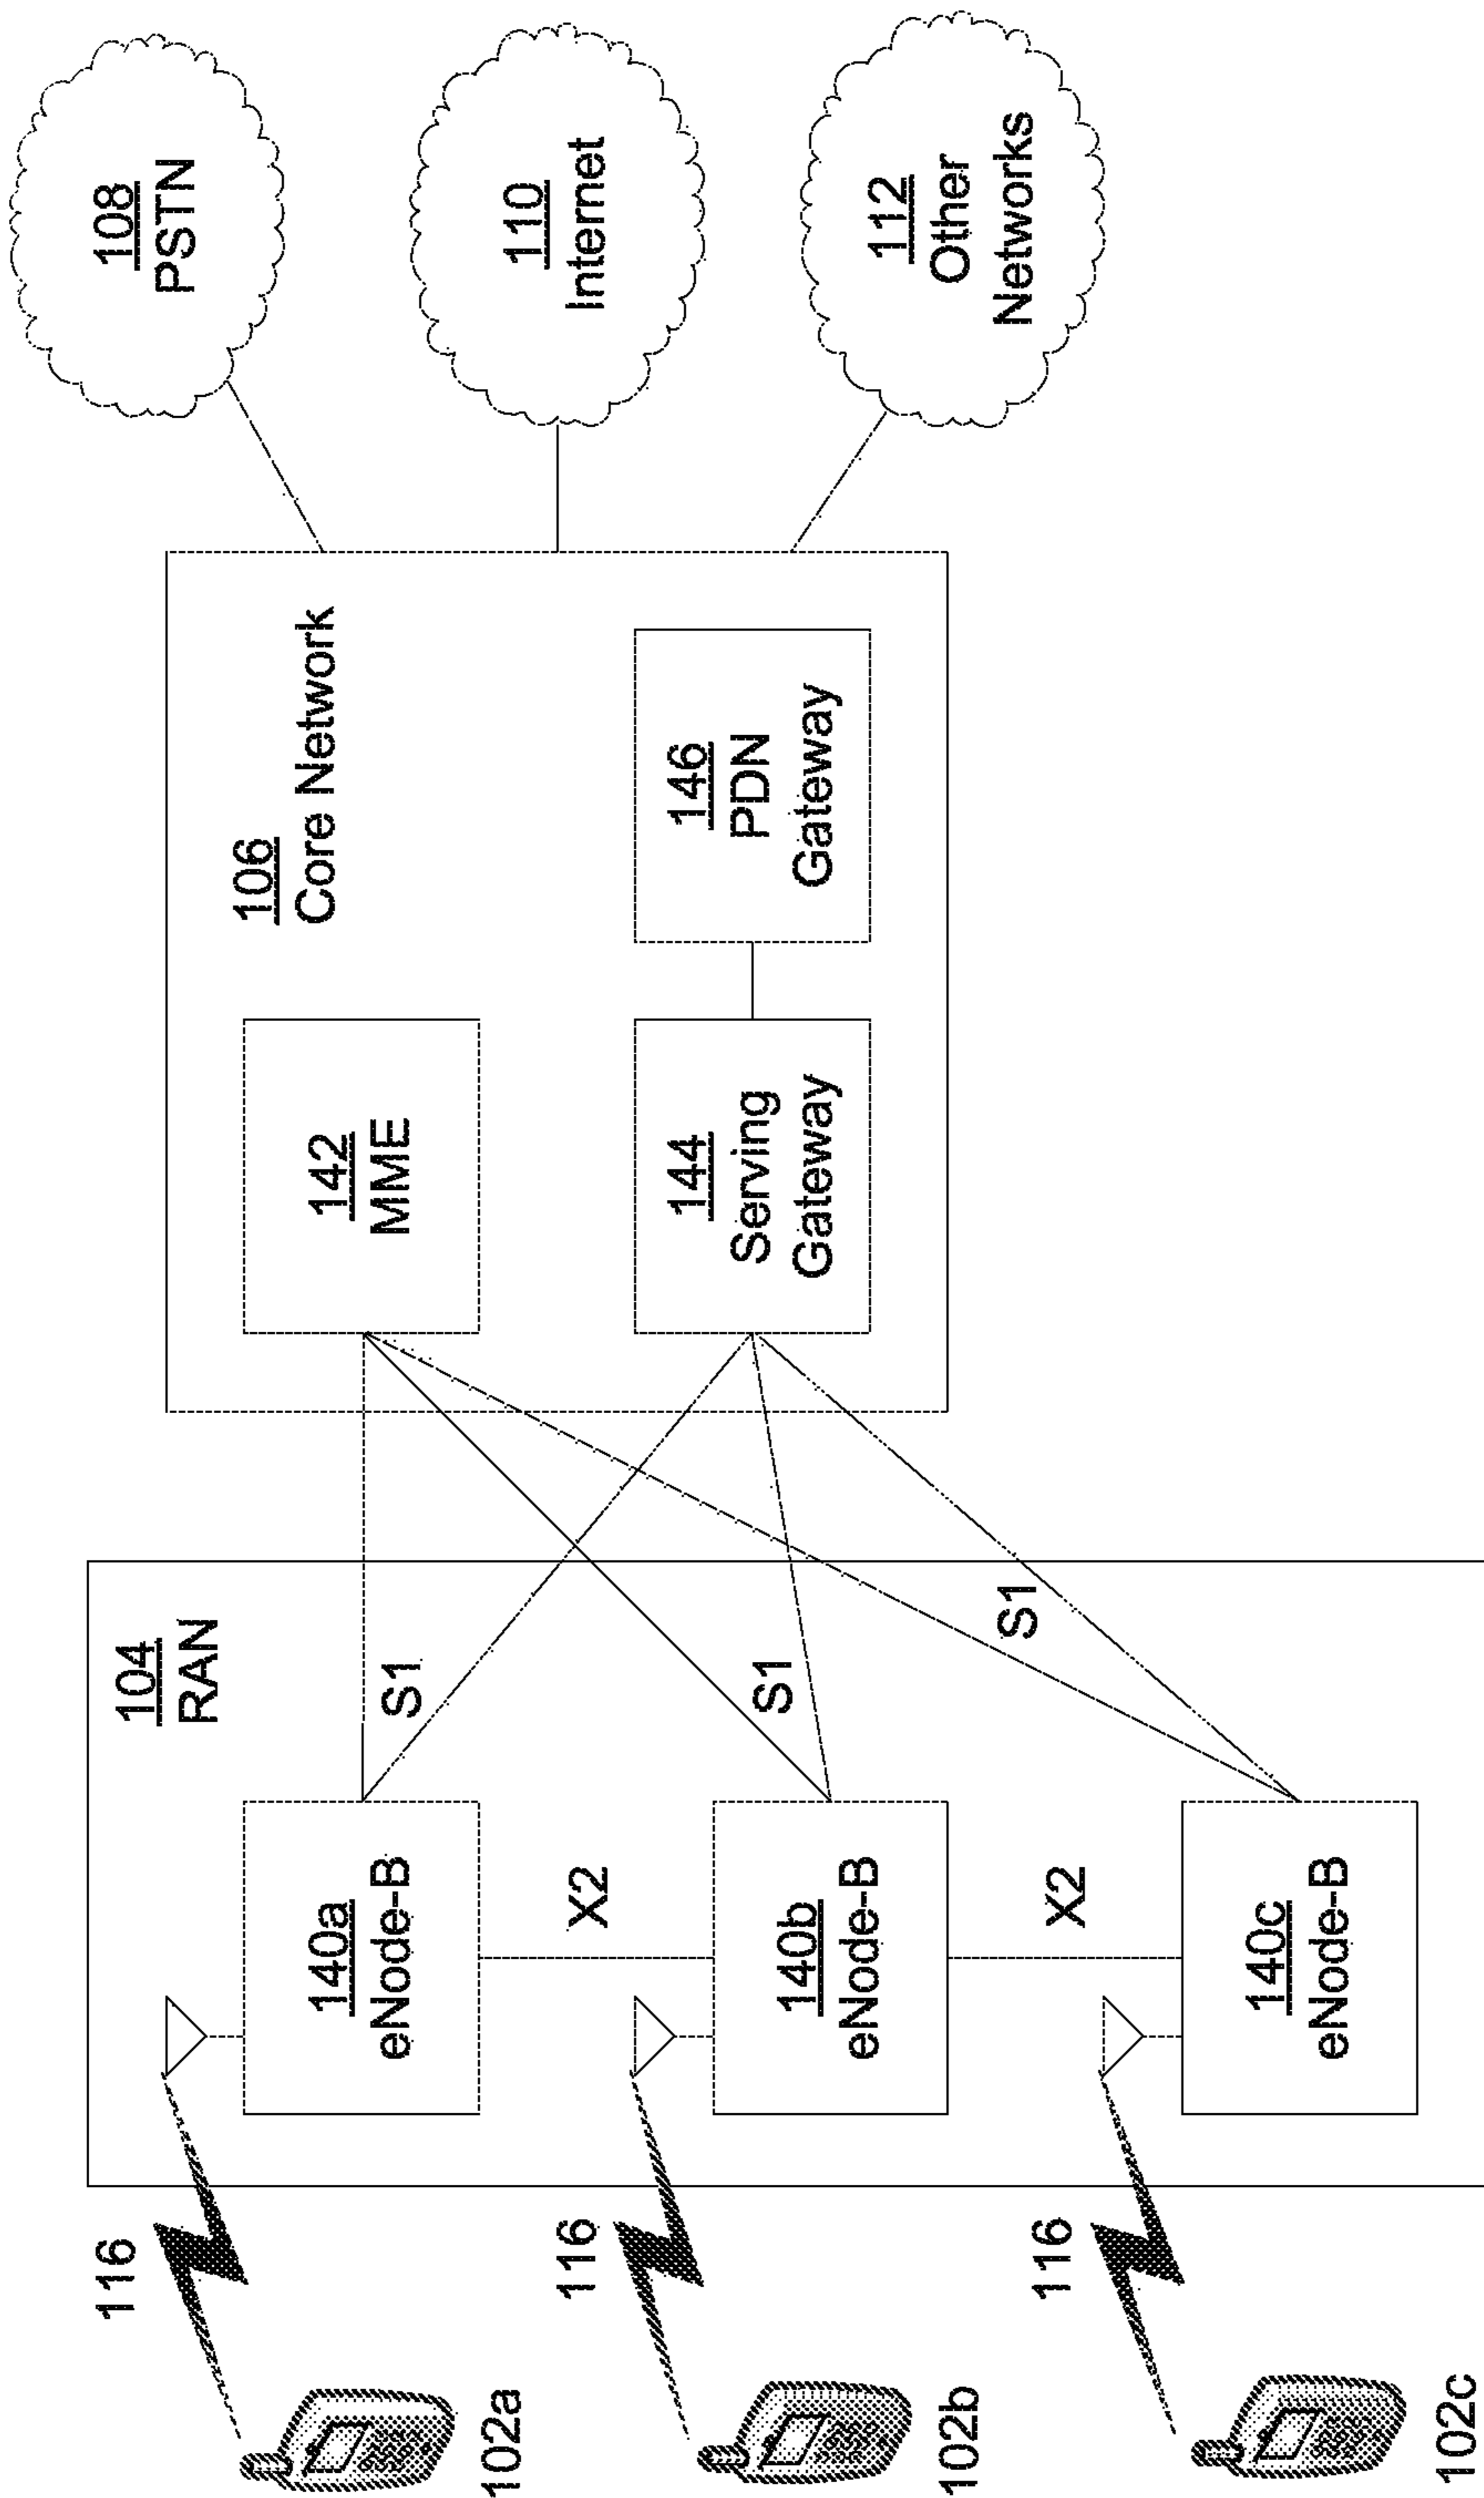 116
102a
116
102b
116
102c
104
RAN
140a
eNode-B
X2
140b
eNode-B
X2
140c
eNode-B
S1
S1
S1
106
Core Network
142
MME
144
Serving
Gateway
146
PDN
Gateway
108
PSTN
110
Internet
112
Other
Networks